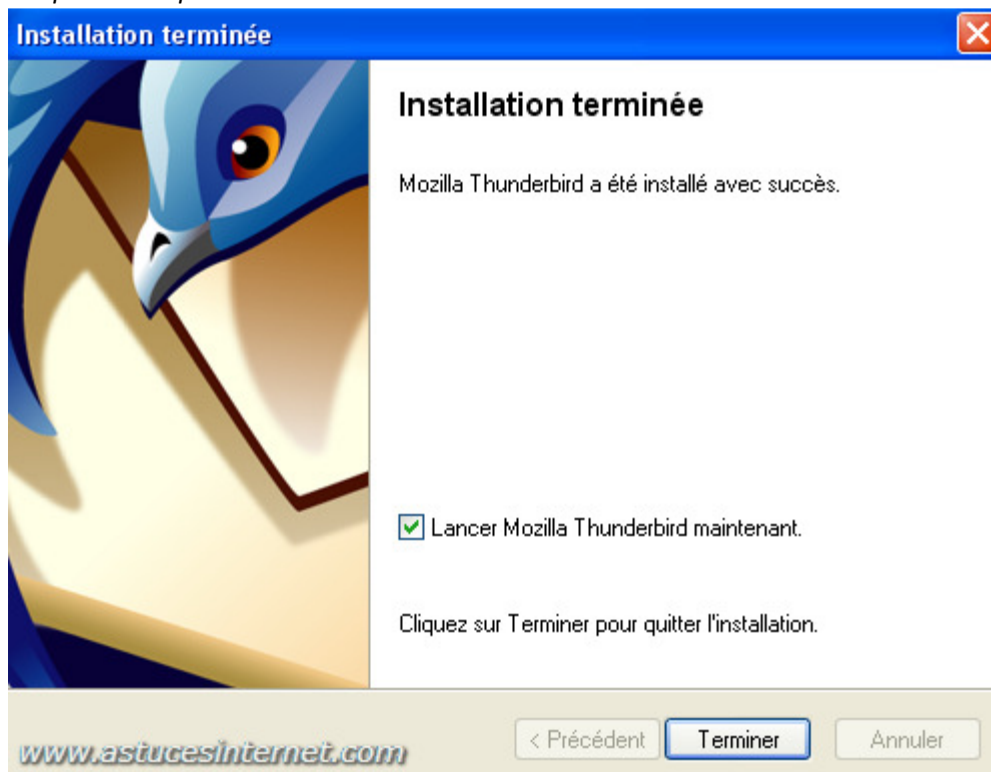 Installation terminée
Installation terminée
Mozilla Thunderbird a été installé avec succès.
Lancer Mozilla Thunderbird maintenant.
Cliquez sur Terminer pour quitter l'installation.
www.astucesinternet.com
< Précédent
Terminer
Annuler